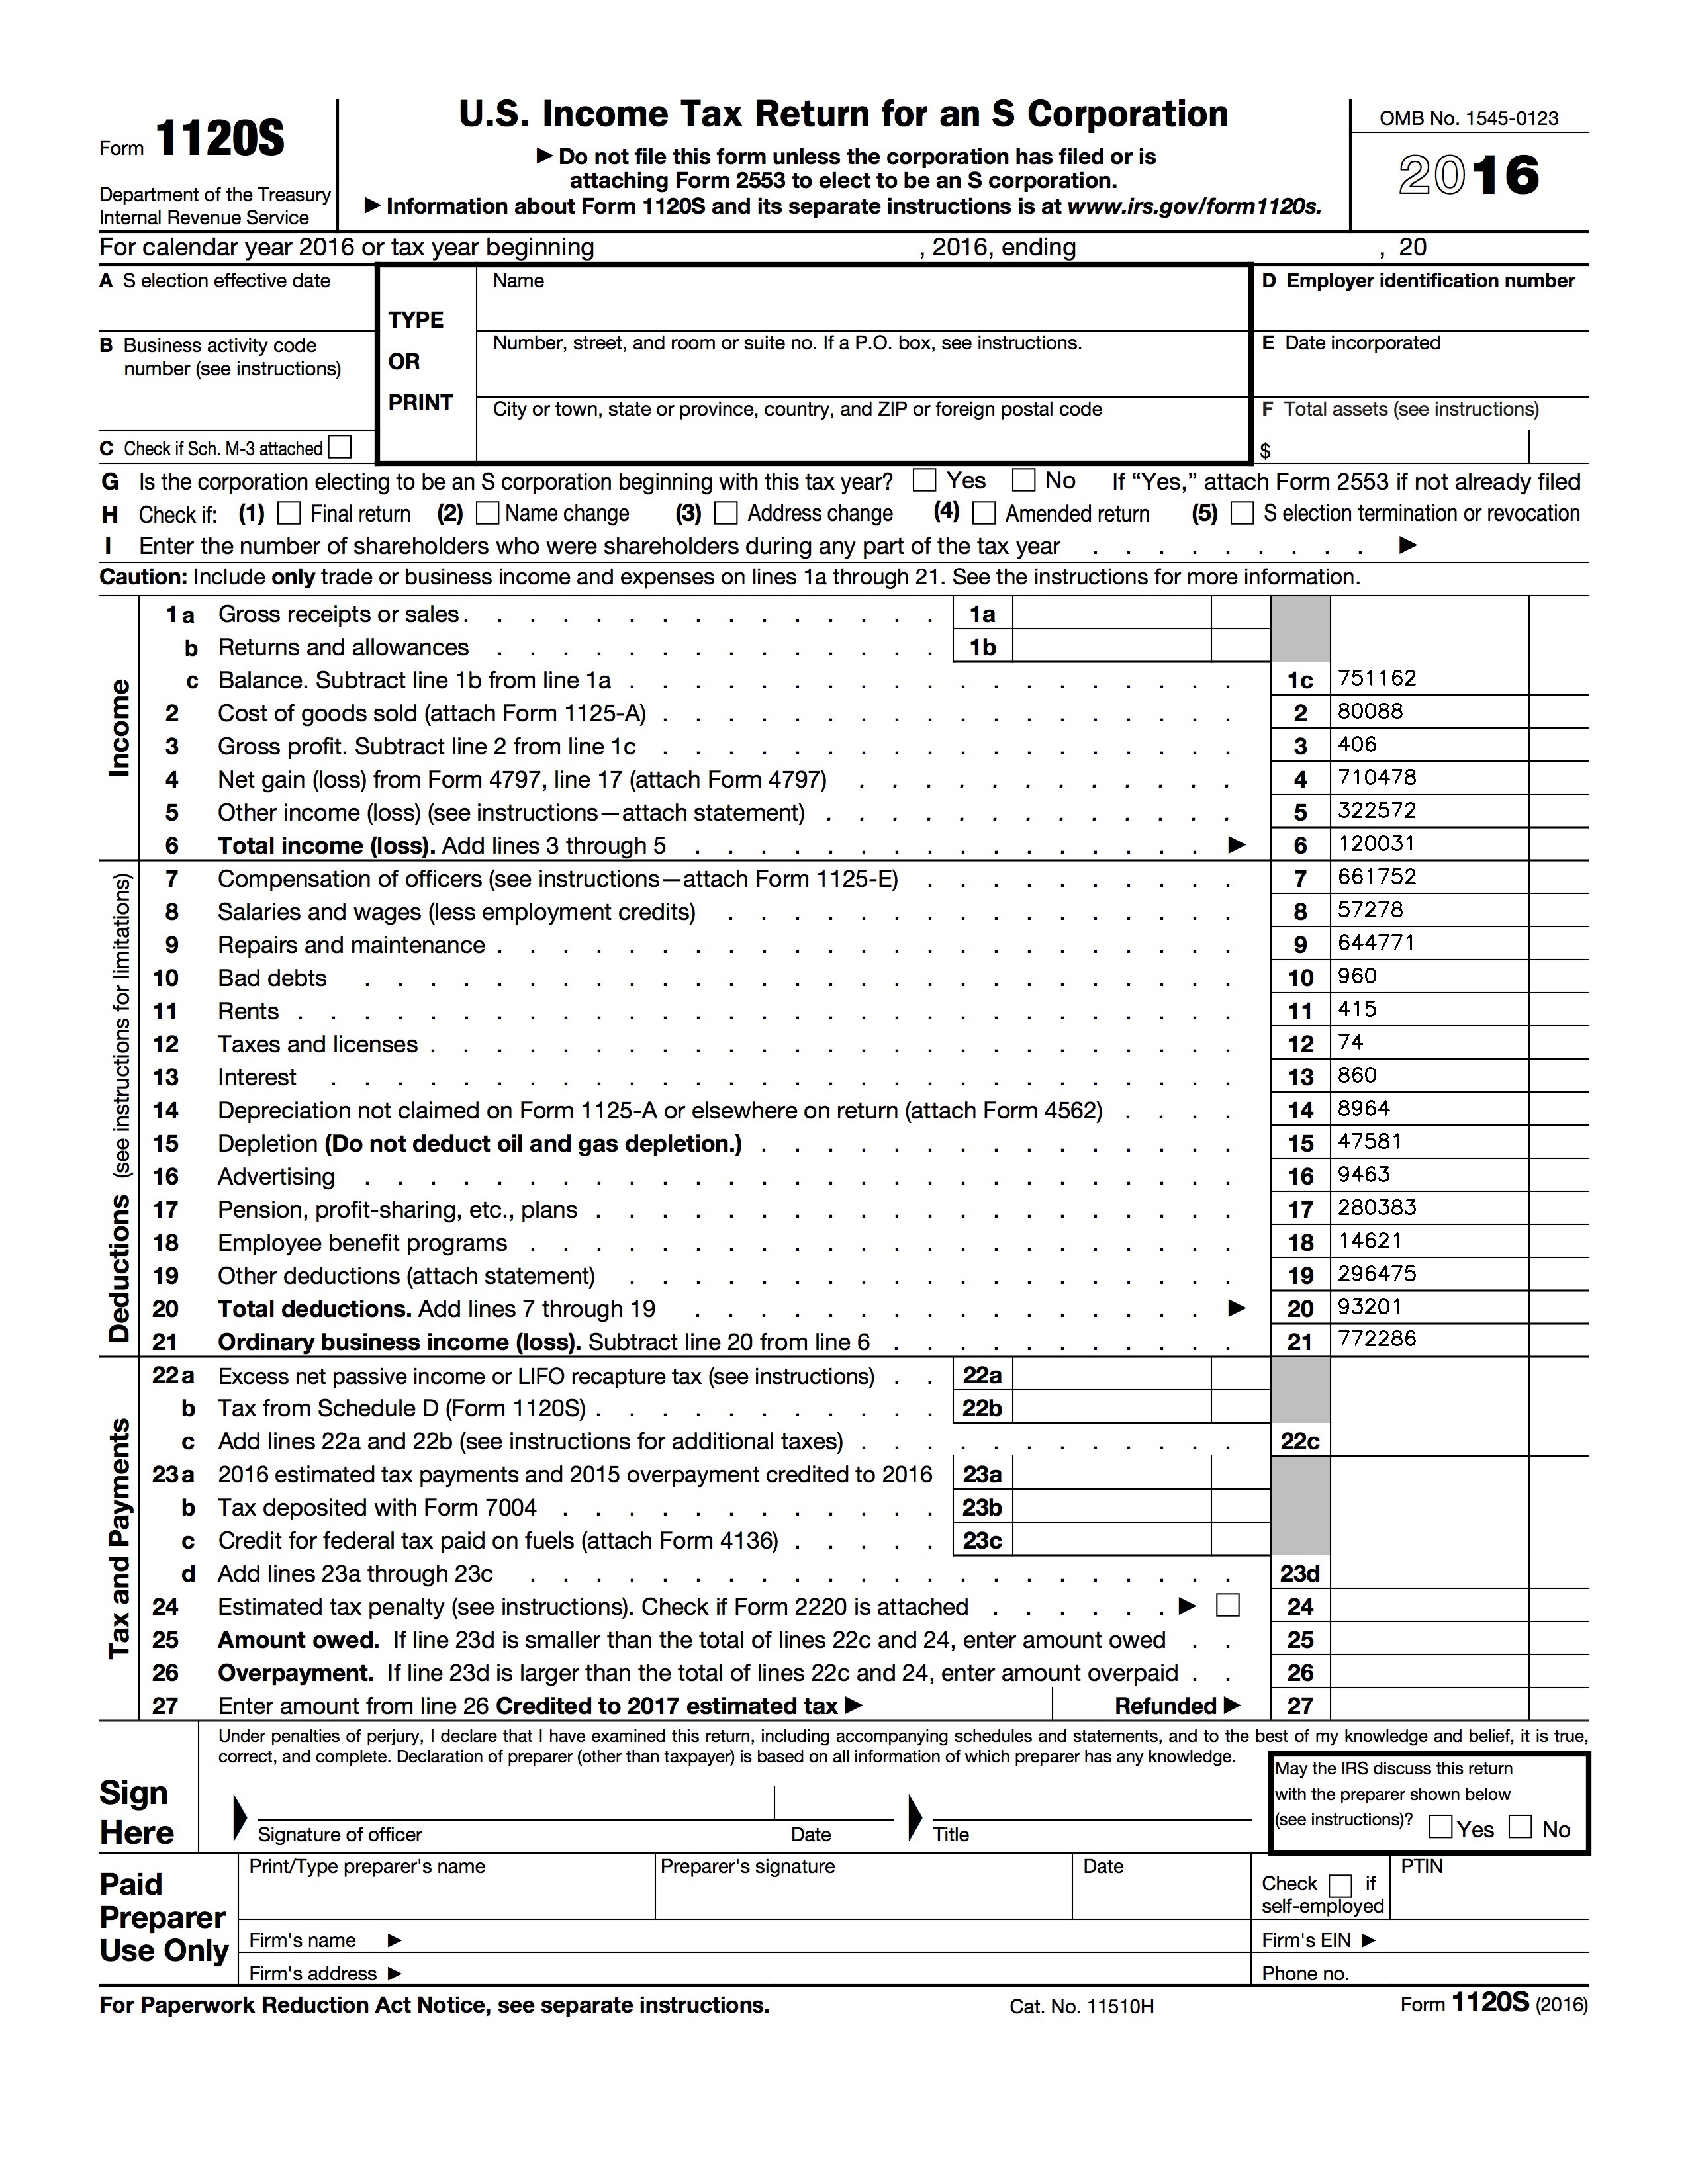 Form 1120S
Department of the Treasury
Internal Revenue Service
U.S. Income Tax Return for an S Corporation
▶ Do not file this form unless the corporation has filed or is
attaching Form 2553 to elect to be an S corporation.
▶ Information about Form 1120S and its separate instructions is at www.irs.gov/form1120s.
OMB No. 1545-0123
2016
For calendar year 2016 or tax year beginning , 2016, ending , 20
A S election effective date
B Business activity code
number (see instructions)
C Check if Sch. M-3 attached
TYPE
OR
PRINT
Name
Number, street, and room or suite no. If a P.O. box, see instructions.
City or town, state or province, country, and ZIP or foreign postal code
D Employer identification number
E Date incorporated
F Total assets (see instructions)
$
G Is the corporation electing to be an S corporation beginning with this tax year? Yes No If “Yes,” attach Form 2553 if not already filed
H Check if: (1) Final return (2) Name change (3) Address change (4) Amended return (5) S election termination or revocation
I Enter the number of shareholders who were shareholders during any part of the tax year . . . . . . . . . ▶
Caution: Include only trade or business income and expenses on lines 1a through 21. See the instructions for more information.
Income
1a Gross receipts or sales . . . . . . . . . . . . . . . 1a
b Returns and allowances . . . . . . . . . . . . . . 1b
c Balance. Subtract line 1b from line 1a . . . . . . . . . . . . . . . . . . . 1c 751162
2 Cost of goods sold (attach Form 1125-A) . . . . . . . . . . . . . . . . . . 2 80088
3 Gross profit. Subtract line 2 from line 1c . . . . . . . . . . . . . . . . . . 3 406
4 Net gain (loss) from Form 4797, line 17 (attach Form 4797) . . . . . . . . . . . . 4 710478
5 Other income (loss) (see instructions—attach statement) . . . . . . . . . . . . . 5 322572
6 Total income (loss). Add lines 3 through 5 . . . . . . . . . . . . . . . . ▶ 6 120031
Deductions (see instructions for limitations)
7 Compensation of officers (see instructions—attach Form 1125-E) . . . . . . . . . . 7 661752
8 Salaries and wages (less employment credits) . . . . . . . . . . . . . . . . 8 57278
9 Repairs and maintenance . . . . . . . . . . . . . . . . . . . . . . . 9 644771
10 Bad debts . . . . . . . . . . . . . . . . . . . . . . . . . . . 10 960
11 Rents . . . . . . . . . . . . . . . . . . . . . . . . . . . . . 11 415
12 Taxes and licenses . . . . . . . . . . . . . . . . . . . . . . . . . 12 74
13 Interest . . . . . . . . . . . . . . . . . . . . . . . . . . . . 13 860
14 Depreciation not claimed on Form 1125-A or elsewhere on return (attach Form 4562) . . . . 14 8964
15 Depletion (Do not deduct oil and gas depletion.) . . . . . . . . . . . . . . . 15 47581
16 Advertising . . . . . . . . . . . . . . . . . . . . . . . . . . . 16 9463
17 Pension, profit-sharing, etc., plans . . . . . . . . . . . . . . . . . . . . 17 280383
18 Employee benefit programs . . . . . . . . . . . . . . . . . . . . . . 18 14621
19 Other deductions (attach statement) . . . . . . . . . . . . . . . . . . . 19 296475
20 Total deductions. Add lines 7 through 19 . . . . . . . . . . . . . . . . ▶ 20 93201
21 Ordinary business income (loss). Subtract line 20 from line 6 . . . . . . . . . . . 21 772286
Tax and Payments
22a Excess net passive income or LIFO recapture tax (see instructions) . . 22a
b Tax from Schedule D (Form 1120S) . . . . . . . . . . . 22b
c Add lines 22a and 22b (see instructions for additional taxes) . . . . . . . . . . . . 22c
23a 2016 estimated tax payments and 2015 overpayment credited to 2016 23a
b Tax deposited with Form 7004 . . . . . . . . . . . . 23b
c Credit for federal tax paid on fuels (attach Form 4136) . . . . . 23c
d Add lines 23a through 23c . . . . . . . . . . . . . . . . . . . . . . 23d
24 Estimated tax penalty (see instructions). Check if Form 2220 is attached . . . . . . ▶ 24
25 Amount owed. If line 23d is smaller than the total of lines 22c and 24, enter amount owed . . 25
26 Overpayment. If line 23d is larger than the total of lines 22c and 24, enter amount overpaid . . 26
27 Enter amount from line 26 Credited to 2017 estimated tax ▶ Refunded ▶ 27
Sign
Here
Under penalties of perjury, I declare that I have examined this return, including accompanying schedules and statements, and to the best of my knowledge and belief, it is true,
correct, and complete. Declaration of preparer (other than taxpayer) is based on all information of which preparer has any knowledge.
Signature of officer
Date
Title
May the IRS discuss this return
with the preparer shown below
(see instructions)? Yes No
Paid
Preparer
Use Only
Print/Type preparer's name
Preparer's signature
Date
Check if
self-employed
PTIN
Firm's name ▶
Firm's EIN ▶
Firm's address ▶
Phone no.
For Paperwork Reduction Act Notice, see separate instructions.
Cat. No. 11510H
Form 1120S (2016)